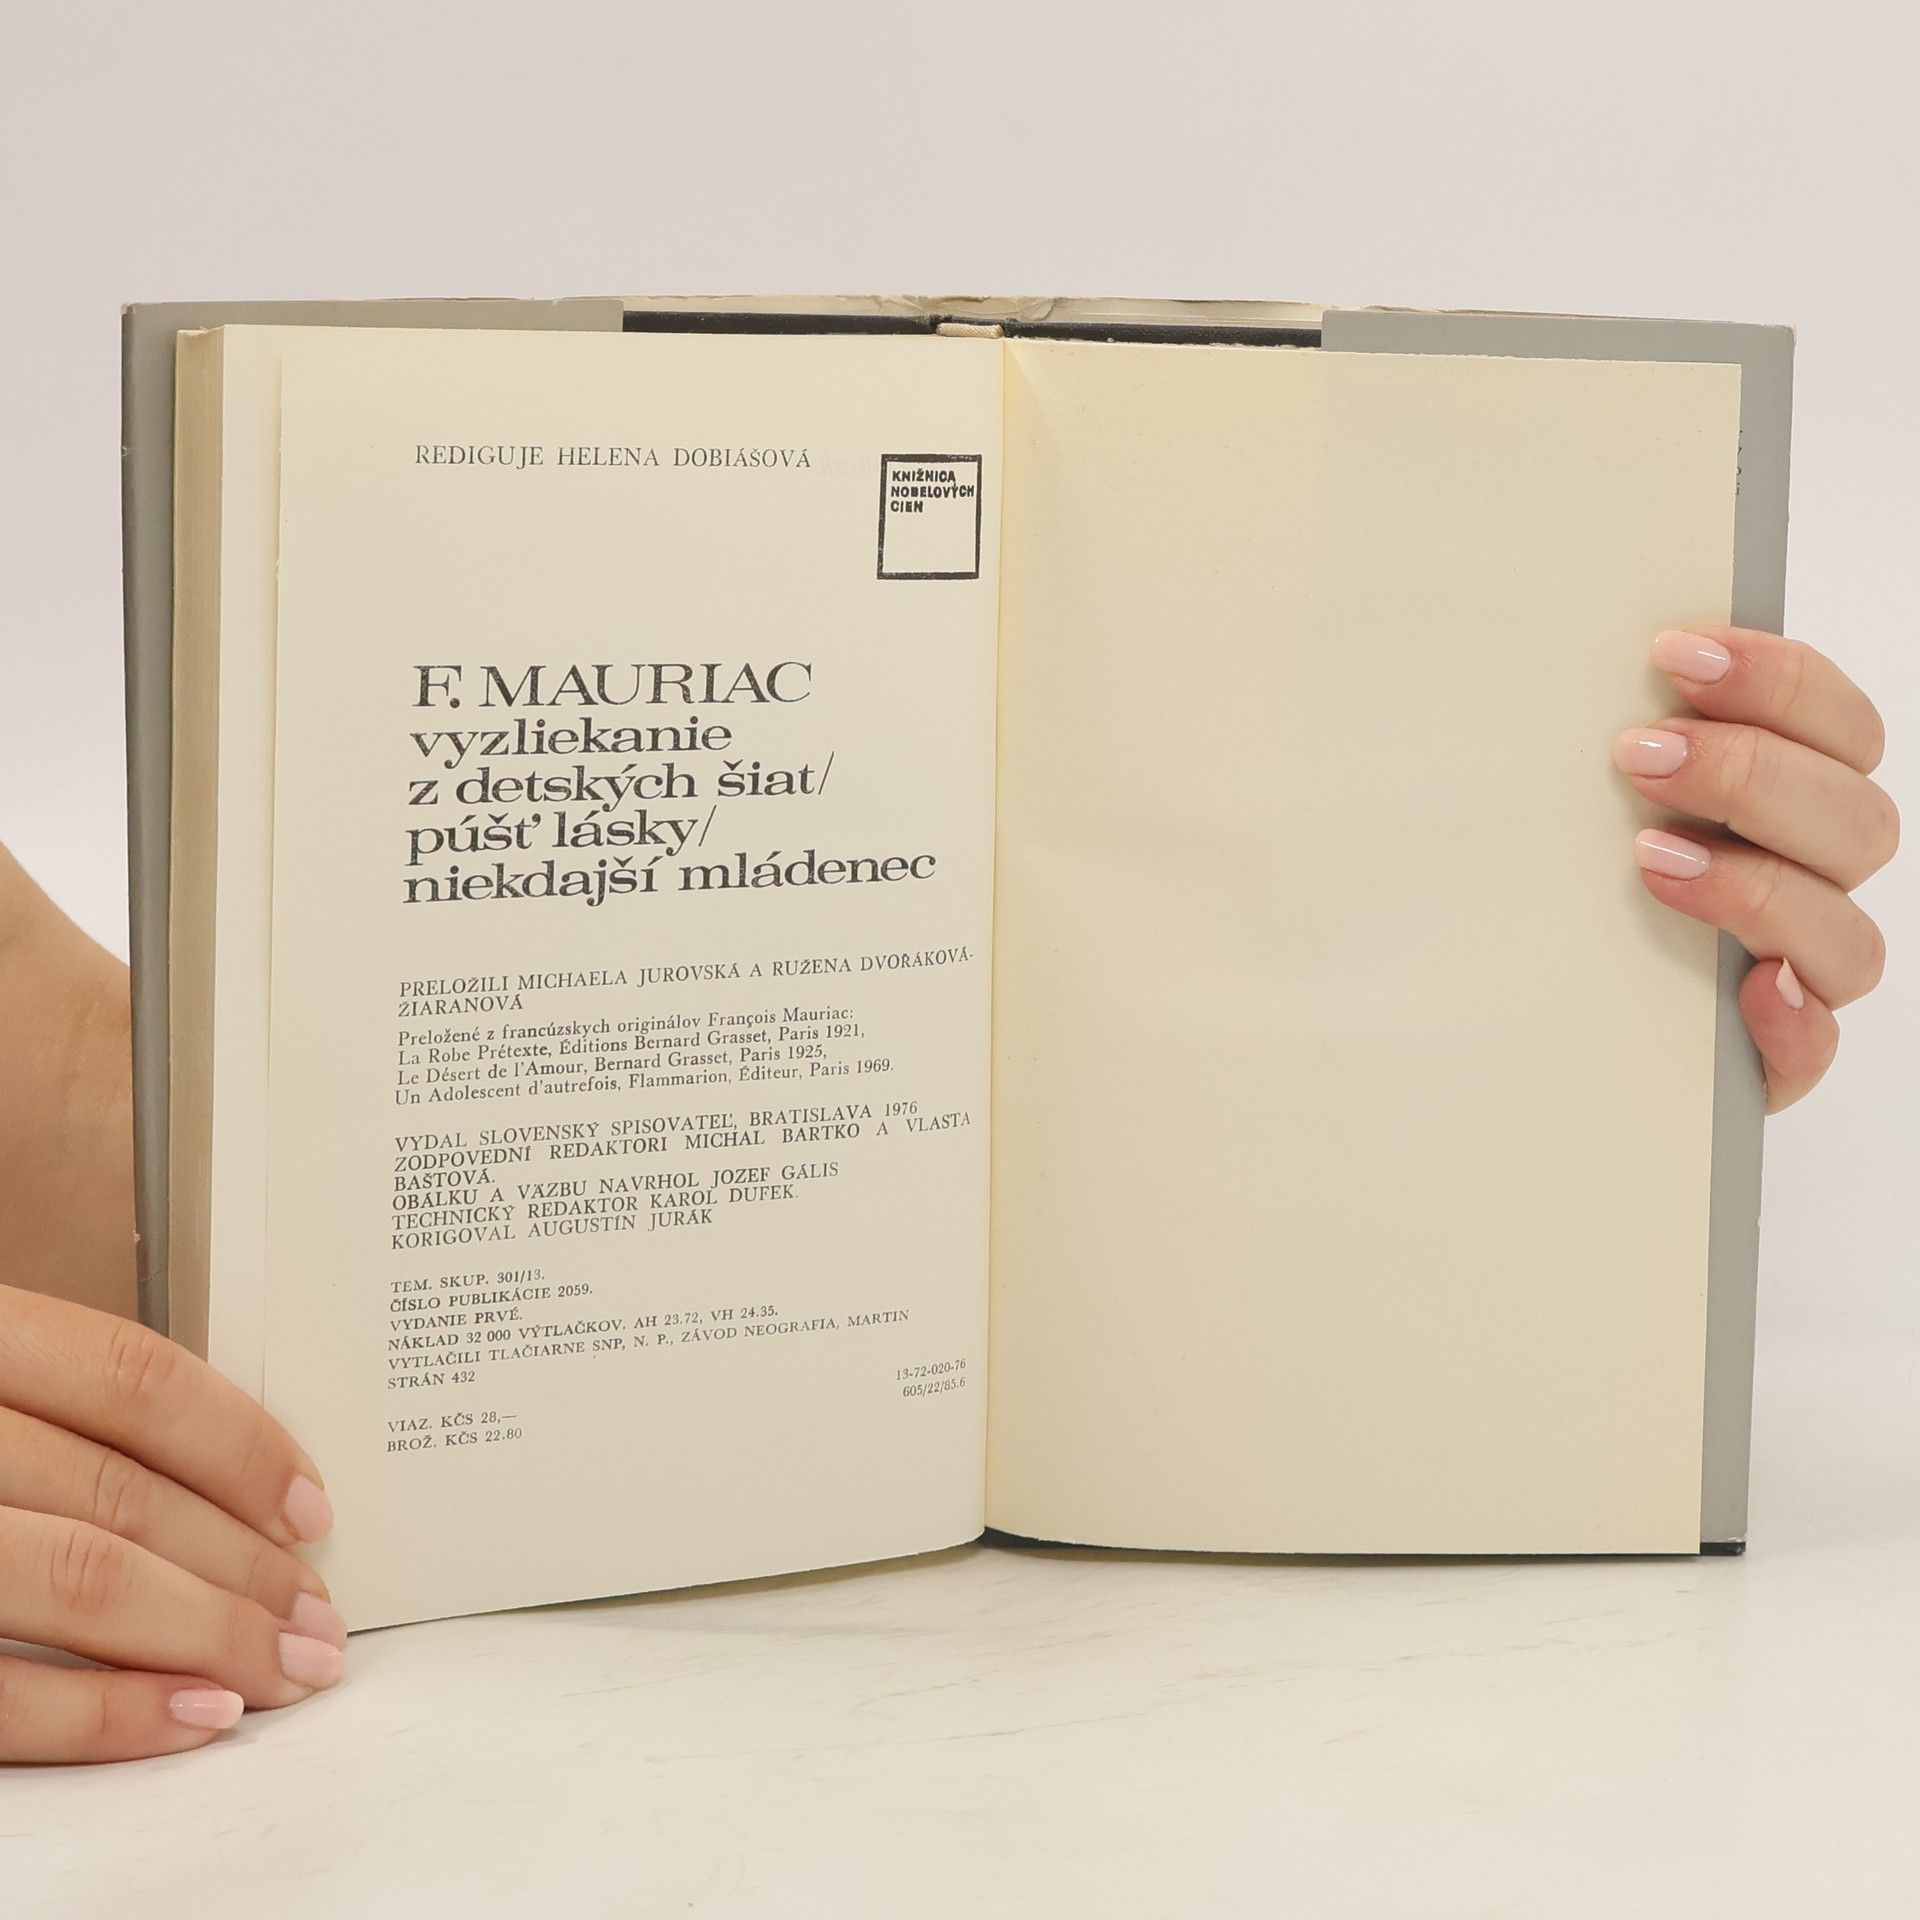 REDIGUJE HELENA DOBIÁŠOVÁ
KNIŽNICA
NOBELOVÝCH
CIEN
F. MAURIAC
vyzliekanie
z detských šiat/
púšť lásky/
niekdajší mládenec
PRELOŽILI MICHAELA JUROVSKÁ A RUŽENA DVOŘÁKOVÁ-
ŽIARANOVÁ
Preložené z francúzskych originálov François Mauriac:
La Robe Prétexte, Éditions Bernard Grasset, Paris 1921,
Le Désert de l'Amour, Bernard Grasset, Paris 1925,
Un Adolescent d'autrefois, Flammarion, Éditeur, Paris 1969.
VYDAL SLOVENSKÝ SPISOVATEĽ, BRATISLAVA 1976
ZODPOVEDNÍ REDAKTORI MICHAL BARTKO A VLASTA
BAŠTOVÁ.
OBÁLKU A VÄZBU NAVRHOL JOZEF GÁLIS
TECHNICKÝ REDAKTOR KAROL DUFEK.
KORIGOVAL AUGUSTÍN JURÁK
TEM. SKUP. 301/13.
ČÍSLO PUBLIKÁCIE 2059.
VYDANIE PRVÉ.
NÁKLAD 32 000 VÝTLAČKOV. AH 23.72, VH 24.35.
VYTLAČILI TLAČIARNE SNP, N. P., ZÁVOD NEOGRAFIA, MARTIN
STRÁN 432
13-72-020-76
605/22/85.6
VIAZ. KČS 28,—
BROŽ. KČS 22.80